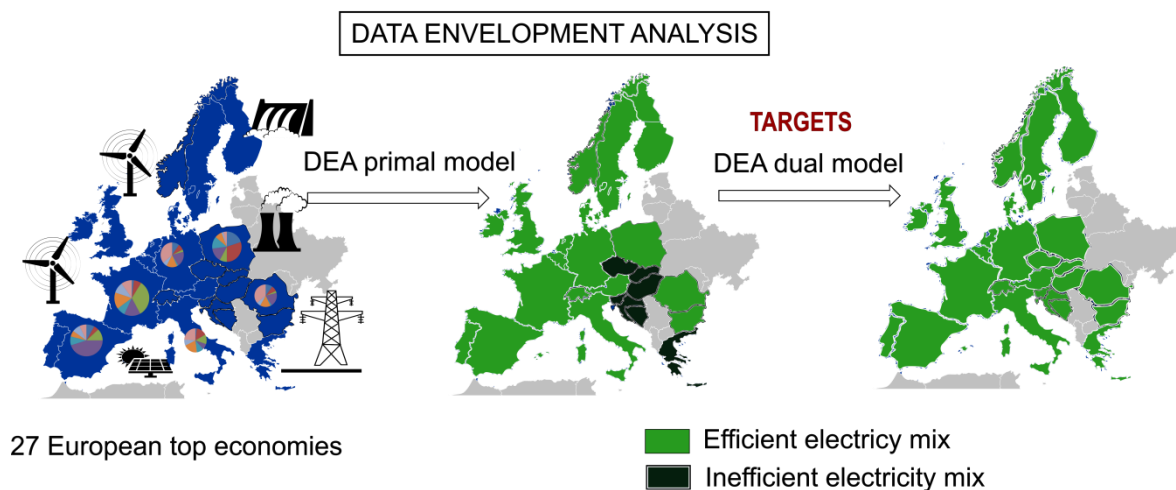 DATA ENVELOPMENT ANALYSIS
DEA primal model
TARGETS
DEA dual model
27 European top economies
Efficient electricy mix
Inefficient electricity mix